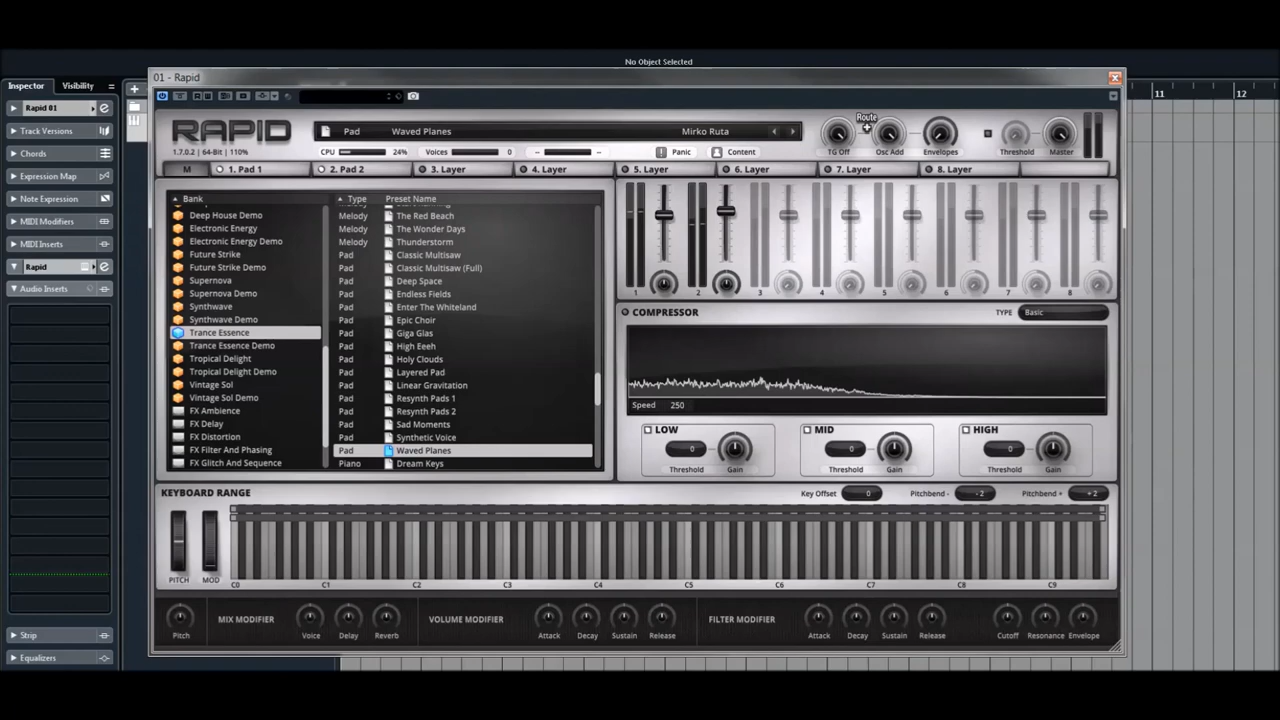 No Object Selected
Inspector Visibility
01 - Rapid
11 12
Rapid 01
Track Versions
Chords
Expression Map
Note Expression
MIDI Modifiers
MIDI Inserts
Rapid
Audio Inserts
Strip
Equalizers
RAPID
1.7.0.2 | 64-Bit | 110%
Pad Waved Planes Mirko Ruta
CPU 24% Voices 0 -- -- Panic Content
Route
TG Off Osc Add Envelopes Threshold Master
M 1. Pad 1 2. Pad 2 3. Layer 4. Layer 5. Layer 6. Layer 7. Layer 8. Layer
Bank
Deep House Demo
Electronic Energy
Electronic Energy Demo
Future Strike
Future Strike Demo
Supernova
Supernova Demo
Synthwave
Synthwave Demo
Trance Essence
Trance Essence Demo
Tropical Delight
Tropical Delight Demo
Vintage Sol
Vintage Sol Demo
FX Ambience
FX Delay
FX Distortion
FX Filter And Phasing
FX Glitch And Sequence
Type Preset Name
Melody The Red Beach
Melody The Wonder Days
Melody Thunderstorm
Pad Classic Multisaw
Pad Classic Multisaw (Full)
Pad Deep Space
Pad Endless Fields
Pad Enter The Whiteland
Pad Epic Choir
Pad Giga Glas
Pad High Eeeh
Pad Holy Clouds
Pad Layered Pad
Pad Linear Gravitation
Pad Resynth Pads 1
Pad Resynth Pads 2
Pad Sad Moments
Pad Synthetic Voice
Pad Waved Planes
Piano Dream Keys
1 2 3 4 5 6 7 8
COMPRESSOR TYPE Basic
Speed 250
LOW MID HIGH
0 0 0
Threshold Gain Threshold Gain Threshold Gain
KEYBOARD RANGE Key Offset 0 Pitchbend - - 2 Pitchbend + + 2
PITCH MOD C0 C1 C2 C3 C4 C5 C6 C7 C8 C9
MIX MODIFIER VOLUME MODIFIER FILTER MODIFIER
Pitch Voice Delay Reverb Attack Decay Sustain Release Attack Decay Sustain Release Cutoff Resonance Envelope